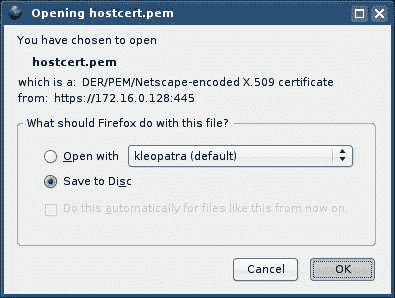 Opening hostcert.pem
You have chosen to open
hostcert.pem
which is a: DER/PEM/Netscape-encoded X.509 certificate
from: https://172.16.0.128:445
What should Firefox do with this file?
Open with kleopatra (default)
Save to Disc
Do this automatically for files like this from now on.
Cancel OK